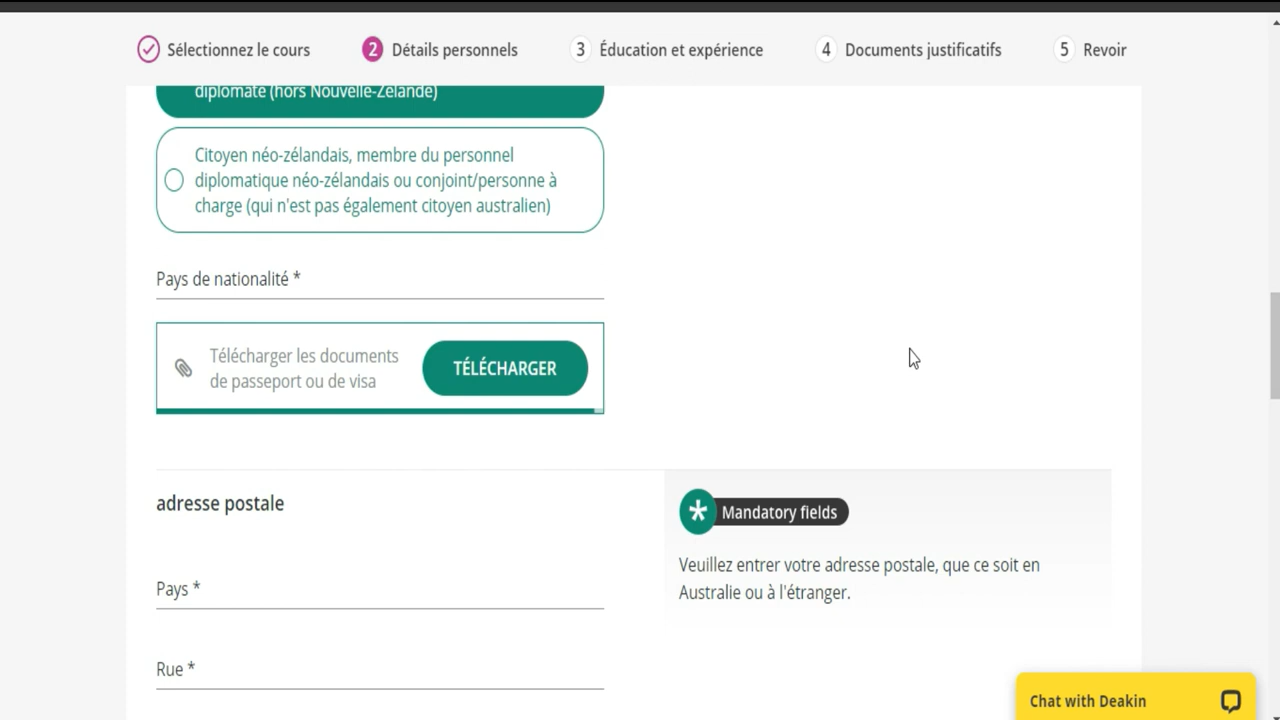 Sélectionnez le cours
2 Détails personnels
3 Éducation et expérience
4 Documents justificatifs
5 Revoir
diplomate (hors Nouvelle-Zélande)
Citoyen néo-zélandais, membre du personnel
diplomatique néo-zélandais ou conjoint/personne à
charge (qui n'est pas également citoyen australien)
Pays de nationalité *
Télécharger les documents
de passeport ou de visa
TÉLÉCHARGER
adresse postale
* Mandatory fields
Veuillez entrer votre adresse postale, que ce soit en
Australie ou à l'étranger.
Pays *
Rue *
Chat with Deakin